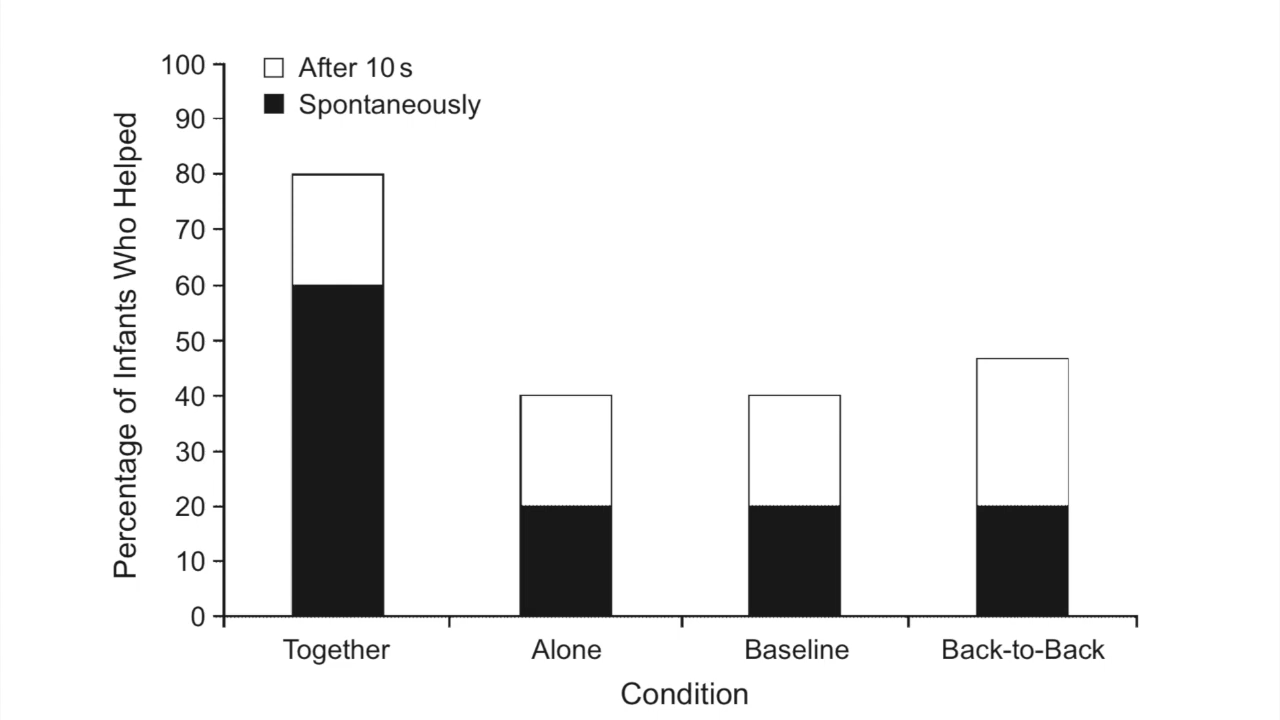 100
90
80
70
60
50
40
30
20
10
0
Percentage of Infants Who Helped
After 10 s
Spontaneously
Together Alone Baseline Back-to-Back
Condition